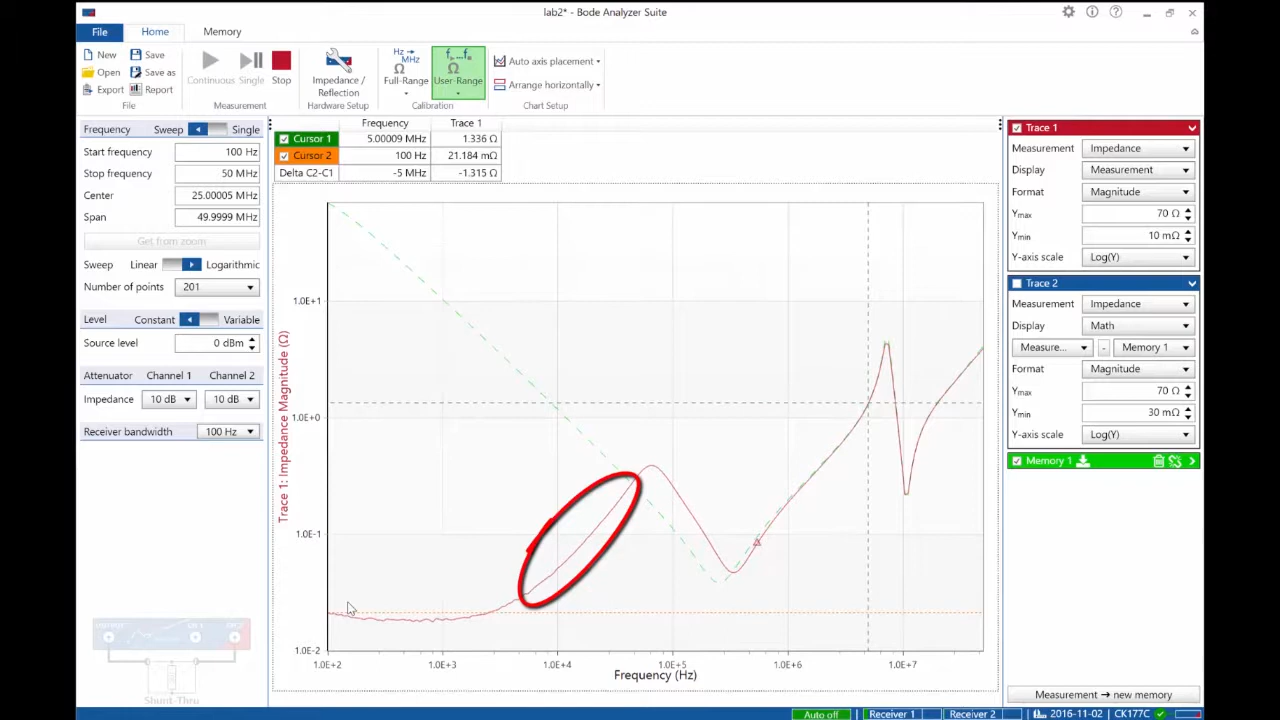 lab2* - Bode Analyzer Suite
File Home Memory
New Save
Open Save as
Export Report
File
Continuous Single Stop
Measurement
Impedance /
Reflection
Hardware Setup
Hz→
MHz
Ω
Full-Range User-Range
Calibration
Auto axis placement
Arrange horizontally
Chart Setup
Frequency Sweep Single
Start frequency 100 Hz
Stop frequency 50 MHz
Center 25.00005 MHz
Span 49.9999 MHz
Get from zoom
Sweep Linear Logarithmic
Number of points 201
Level Constant Variable
Source level 0 dBm
Attenuator Channel 1 Channel 2
Impedance 10 dB 10 dB
Receiver bandwidth 100 Hz
Shunt-Thru
Frequency Trace 1
Cursor 1 5.00009 MHz 1.336 Ω
Cursor 2 100 Hz 21.184 mΩ
Delta C2-C1 -5 MHz -1.315 Ω
Trace 1: Impedance Magnitude (Ω)
1.0E+1
1.0E+0
1.0E-1
1.0E-2
1.0E+2 1.0E+3 1.0E+4 1.0E+5 1.0E+6 1.0E+7
Frequency (Hz)
Trace 1
Measurement Impedance
Display Measurement
Format Magnitude
Ymax 70 Ω
Ymin 10 mΩ
Y-axis scale Log(Y)
Trace 2
Measurement Impedance
Display Math
Measure... - Memory 1
Format Magnitude
Ymax 70 Ω
Ymin 30 mΩ
Y-axis scale Log(Y)
Memory 1
Measurement → new memory
Auto off Receiver 1 Receiver 2 2016-11-02 CK177C